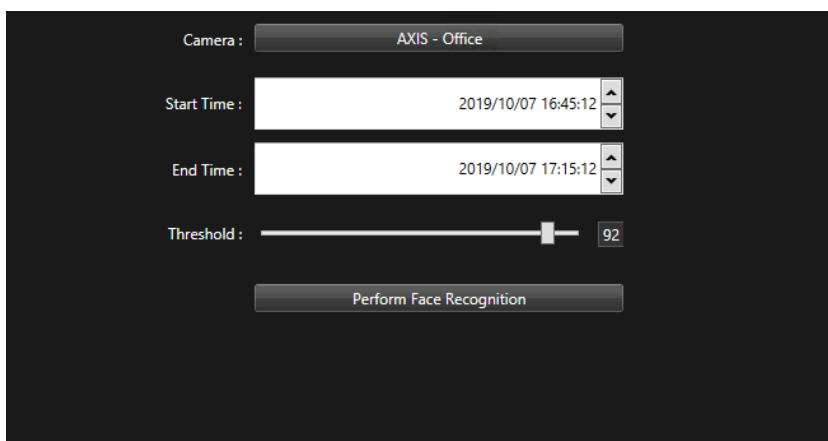 Camera : AXIS - Office
Start Time : 2019/10/07 16:45:12
End Time : 2019/10/07 17:15:12
Threshold : 92
Perform Face Recognition